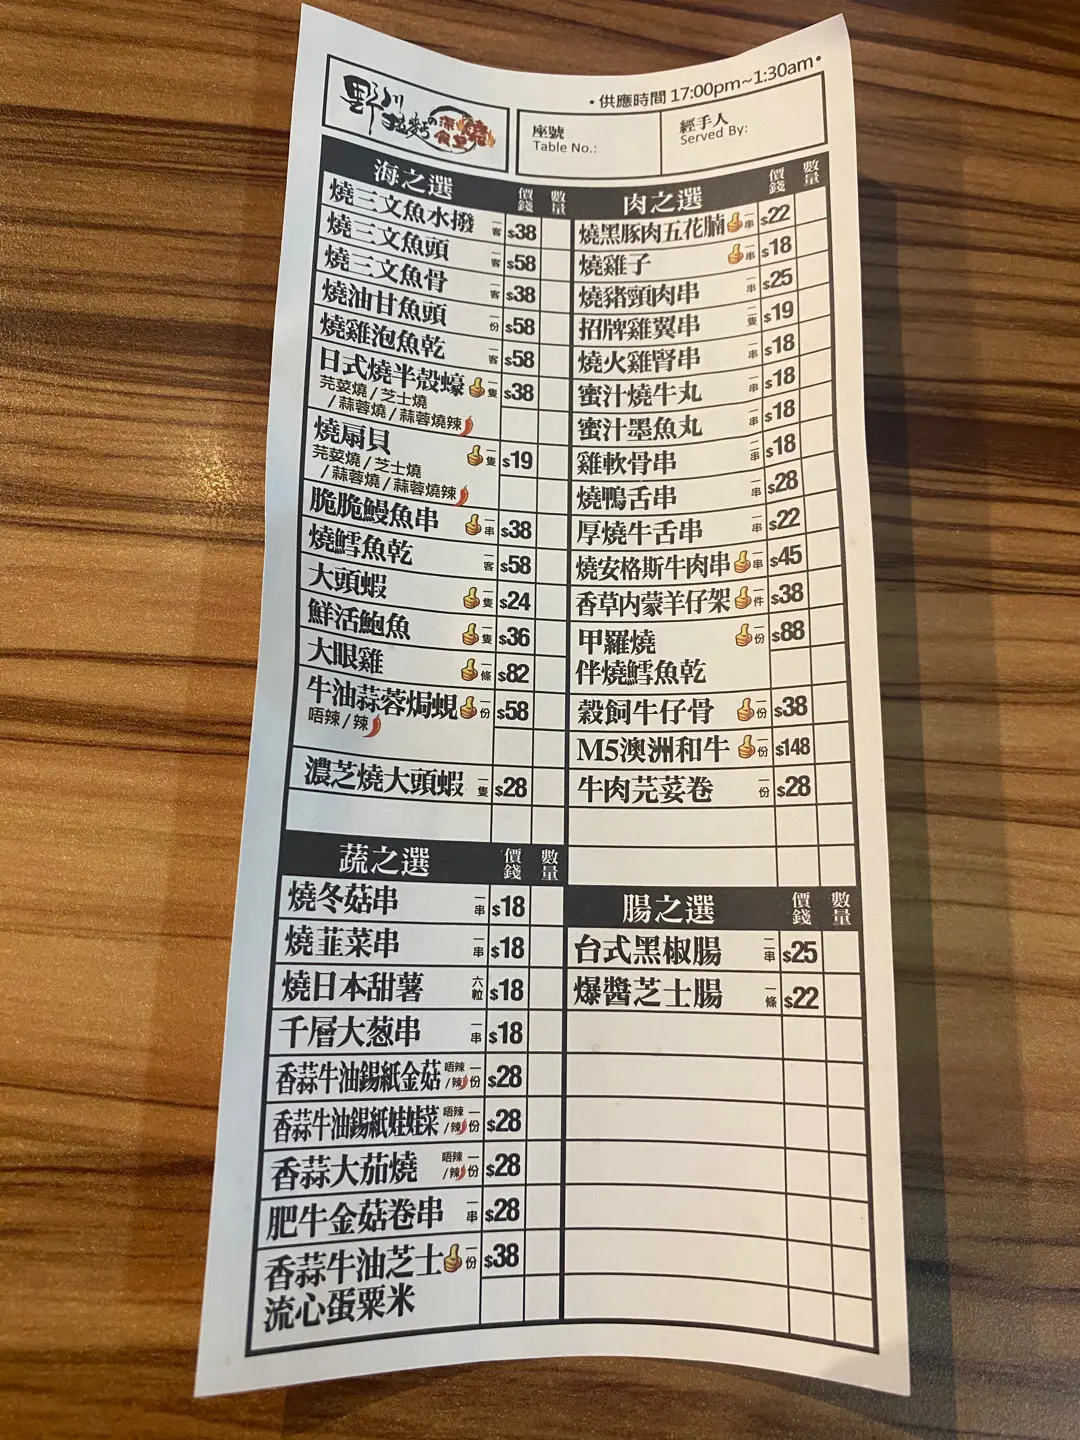 •供應時間 17:00pm~1:30am•
野川
拉麵の深燒食堂
座號
Table No.:
經手人
Served By:
海之選 價錢 數量
燒三文魚水撥 一客 $38
燒三文魚頭 一客 $58
燒三文魚骨 一客 $38
燒油甘魚頭 一份 $58
燒雞泡魚乾 一客 $58
日式燒半殼蠔 一隻 $38
芫荽燒/芝士燒
/蒜蓉燒/蒜蓉燒辣
燒扇貝 一隻 $19
芫荽燒/芝士燒
/蒜蓉燒/蒜蓉燒辣
脆脆鰻魚串 一串 $38
燒鱈魚乾 一客 $58
大頭蝦 一隻 $24
鮮活鮑魚 一隻 $36
大眼雞 一條 $82
牛油蒜蓉焗蜆 一份 $58
唔辣/辣
濃芝燒大頭蝦 一隻 $28
蔬之選 價錢 數量
燒冬菇串 一串 $18
燒韮菜串 一串 $18
燒日本甜薯 六粒 $18
千層大葱串 一串 $18
香蒜牛油錫紙金菇 唔辣/辣 一份 $28
香蒜牛油錫紙娃娃菜 唔辣/辣 一份 $28
香蒜大茄燒 唔辣/辣 一份 $28
肥牛金菇卷串 一串 $28
香蒜牛油芝士 一份 $38
流心蛋粟米
肉之選 價錢 數量
燒黑豚肉五花腩 一串 $22
燒雞子 一串 $18
燒豬頸肉串 一串 $25
招牌雞翼串 二隻 $19
燒火雞腎串 一串 $18
蜜汁燒牛丸 一串 $18
蜜汁墨魚丸 一串 $18
雞軟骨串 二串 $18
燒鴨舌串 一串 $28
厚燒牛舌串 一串 $22
燒安格斯牛肉串 一串 $45
香草內蒙羊仔架 一件 $38
甲羅燒 一份 $88
伴燒鱈魚乾
穀飼牛仔骨 一份 $38
M5澳洲和牛 一份 $148
牛肉芫荽卷 一份 $28
腸之選 價錢 數量
台式黑椒腸 二串 $25
爆醬芝士腸 一條 $22